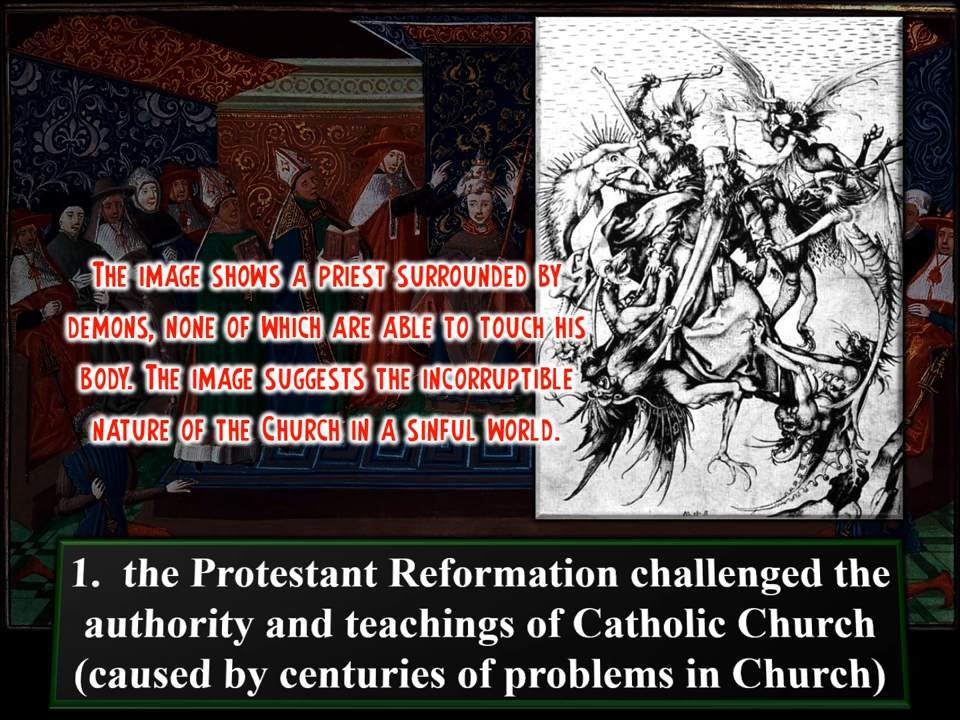 The image shows a priest surrounded by
demons, none of which are able to touch his
body. The image suggests the incorruptible
nature of the Church in a sinful world.
1. the Protestant Reformation challenged the
authority and teachings of Catholic Church
(caused by centuries of problems in Church)